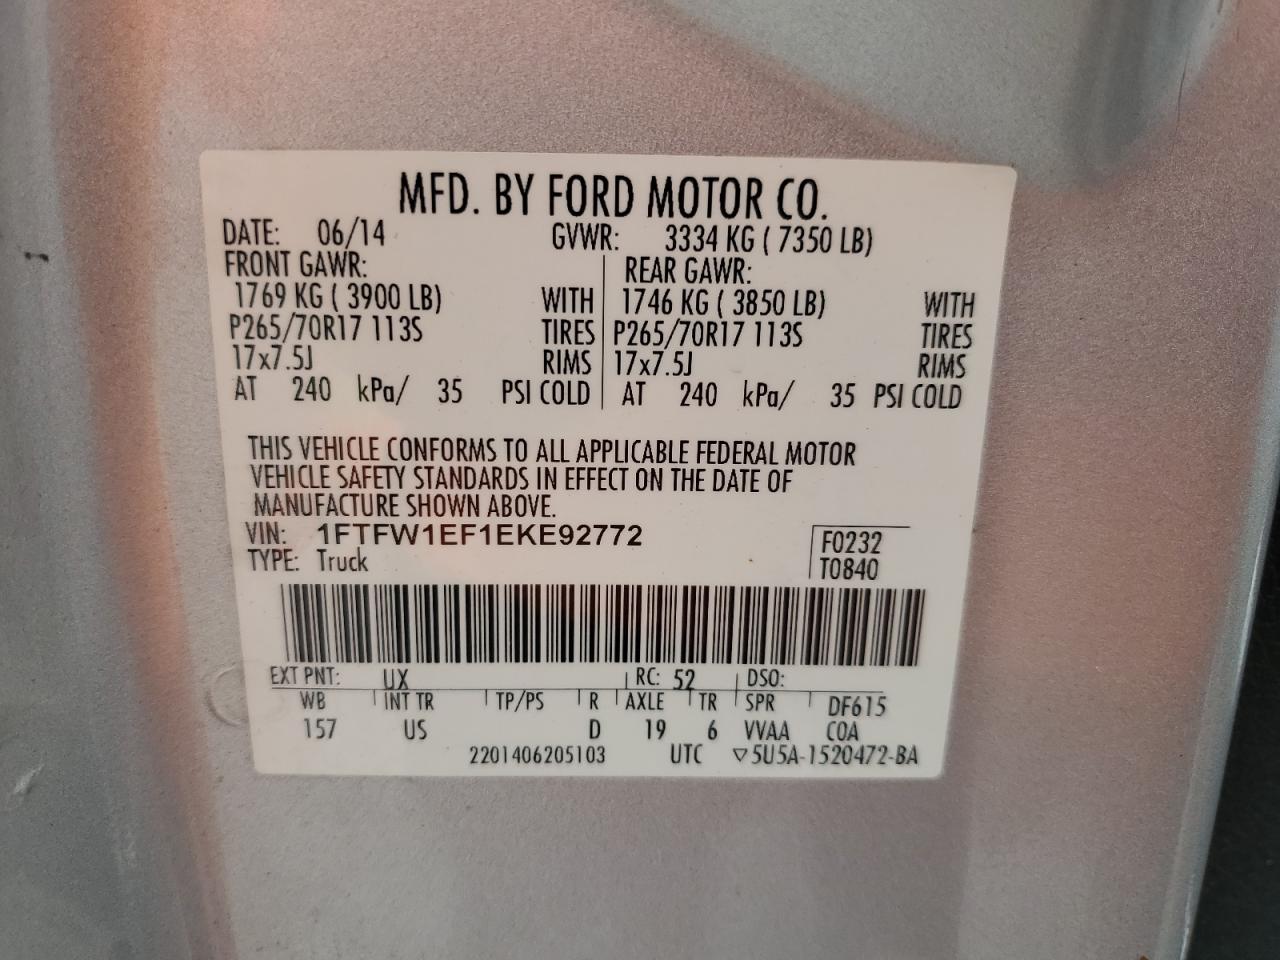 MFD. BY FORD MOTOR CO.
DATE: 06/14 GVWR: 3334 KG ( 7350 LB)
FRONT GAWR: REAR GAWR:
1769 KG ( 3900 LB) WITH 1746 KG ( 3850 LB) WITH
P265/70R17 113S TIRES P265/70R17 113S TIRES
17x7.5J RIMS 17x7.5J RIMS
AT 240 kPa/ 35 PSI COLD AT 240 kPa/ 35 PSI COLD
THIS VEHICLE CONFORMS TO ALL APPLICABLE FEDERAL MOTOR
VEHICLE SAFETY STANDARDS IN EFFECT ON THE DATE OF
MANUFACTURE SHOWN ABOVE.
VIN: 1FTFW1EF1EKE92772 F0232
TYPE: Truck T0840
EXT PNT: UX RC: 52 DSO:
WB INT TR TP/PS R AXLE TR SPR DF615
157 US D 19 6 VVAA COA
2201406205103 UTC ▽5U5A-1520472-BA